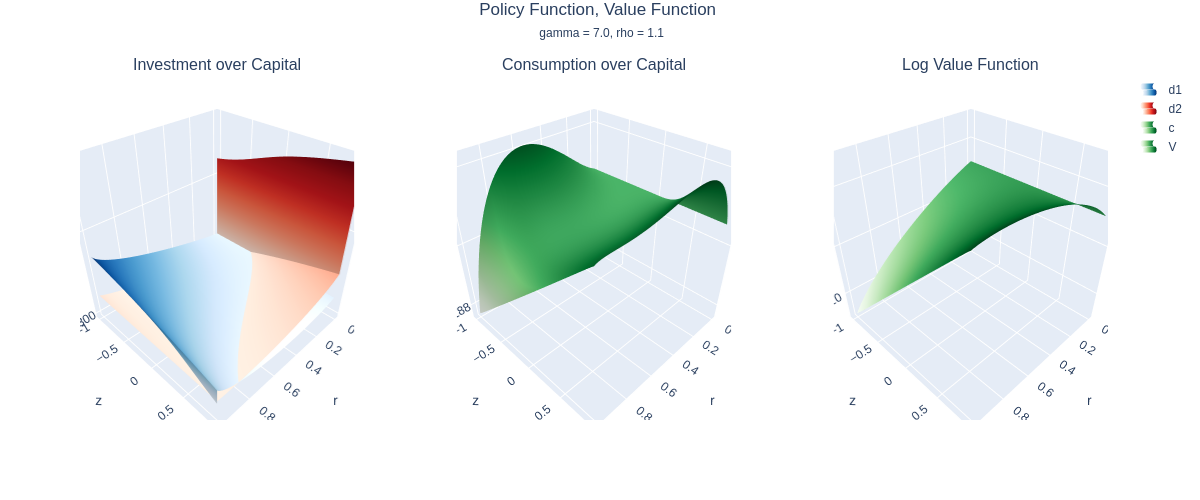 Policy Function, Value Function
gamma = 7.0, rho = 1.1
Investment over Capital
Consumption over Capital
Log Value Function
d1
d2
c
V
−1
−0.5
0
0.5
z
0
0.2
0.4
0.6
0.8
r
88
−1
−0.5
0
0.5
z
0
0.2
0.4
0.6
0.8
r
−1
−0.5
0
0.5
z
0
0.2
0.4
0.6
0.8
r